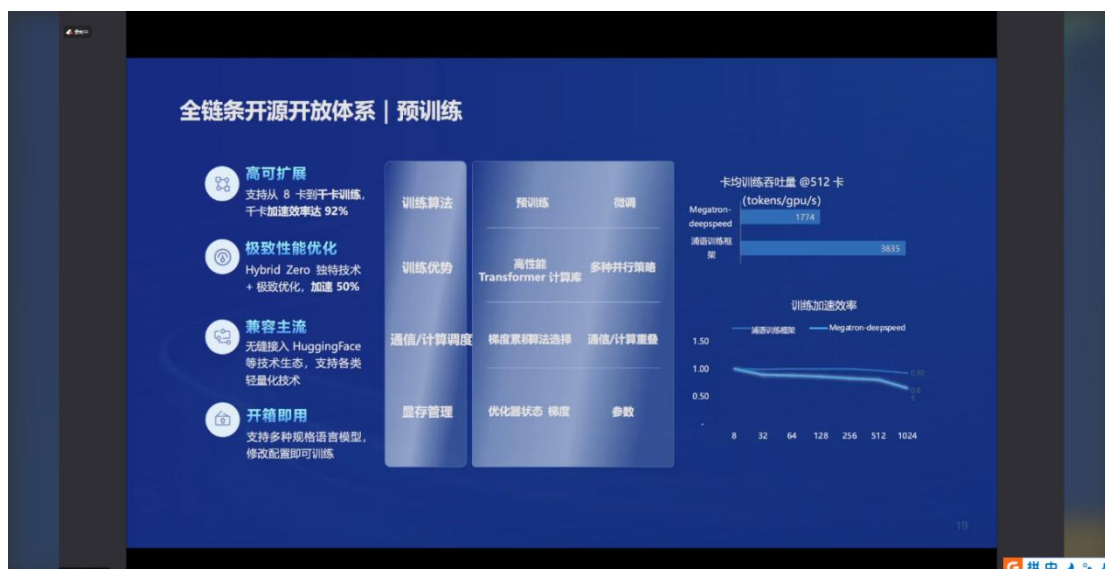 全链条开源开放体系｜预训练
高可扩展
支持从 8 卡到千卡训练，
千卡加速效率达 92%
极致性能优化
Hybrid Zero 独特技术
+ 极致优化，加速 50%
兼容主流
无缝接入 HuggingFace
等技术生态，支持各类
轻量化技术
开箱即用
支持多种规格语言模型，
修改配置即可训练
训练算法
预训练 微调
训练优势
高性能
Transformer 计算库
多种并行策略
通信/计算调度
梯度累积算法选择 通信/计算重叠
显存管理
优化器状态 梯度 参数
卡均训练吞吐量 @512 卡
(tokens/gpu/s)
Megatron-
deepspeed
1774
浦语训练框
架
3835
训练加速效率
浦语训练框架 Megatron-deepspeed
1.50
1.00
0.50
-
0.92
0.6
5
8 32 64 128 256 512 1024
19
拼 中